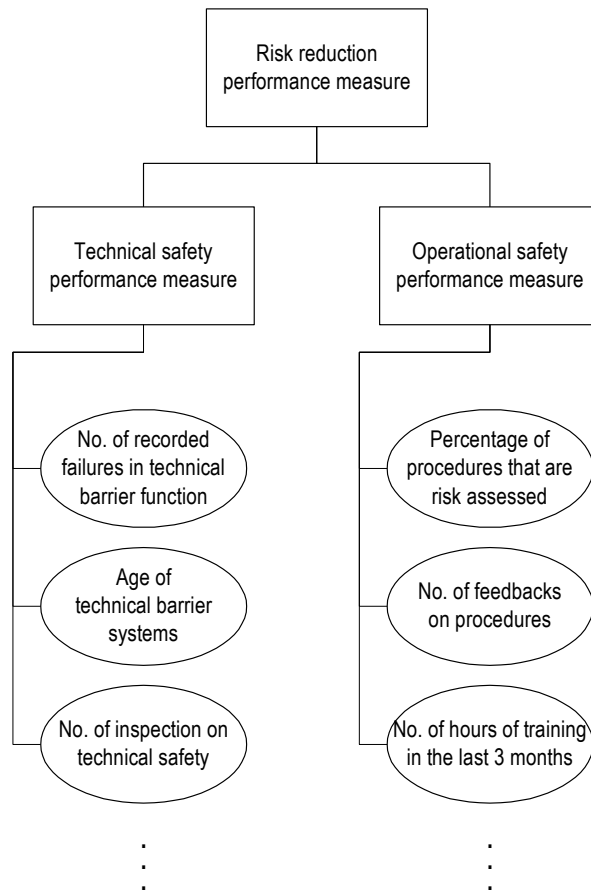 Risk reduction
performance measure
Technical safety
performance measure
Operational safety
performance measure
No. of recorded
failures in technical
barrier function
Percentage of
procedures that are
risk assessed
Age of
technical barrier
systems
No. of feedbacks
on procedures
No. of inspection on
technical safety
No. of hours of training
in the last 3 months